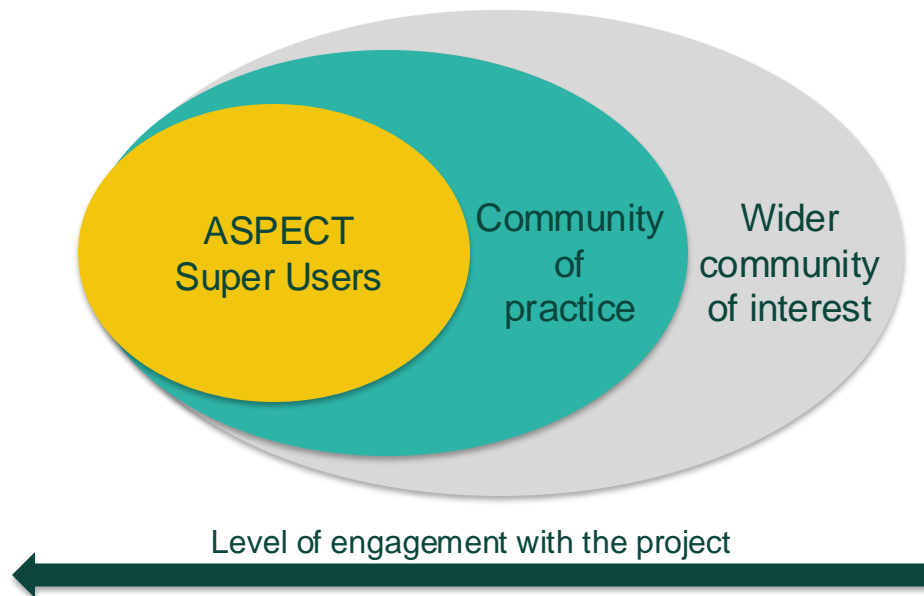 ASPECT
Super Users
Community
of
practice
Wider
community
of interest
Level of engagement with the project